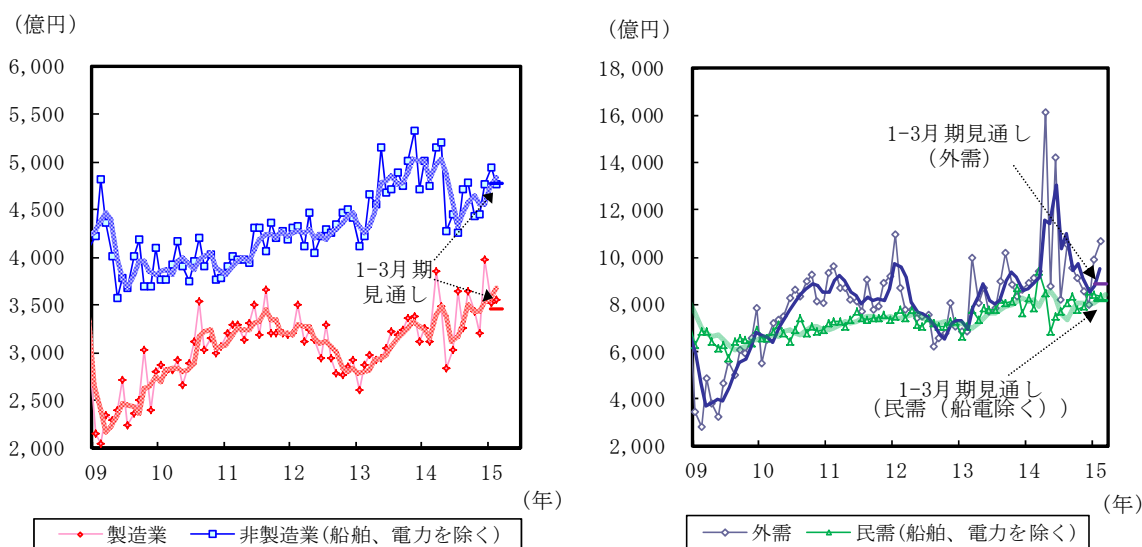 （億円）
6,000
5,500
5,000
4,500
4,000
3,500
3,000
2,500
2,000
1-3月期
見通し
09 10 11 12 13 14 15
（年）
製造業 非製造業(船舶、電力を除く)
（億円）
18,000
16,000
14,000
12,000
10,000
8,000
6,000
4,000
2,000
1-3月期見通し
（外需）
1-3月期見通し
（民需（船電除く））
09 10 11 12 13 14 15
（年）
外需 民需(船舶、電力を除く)